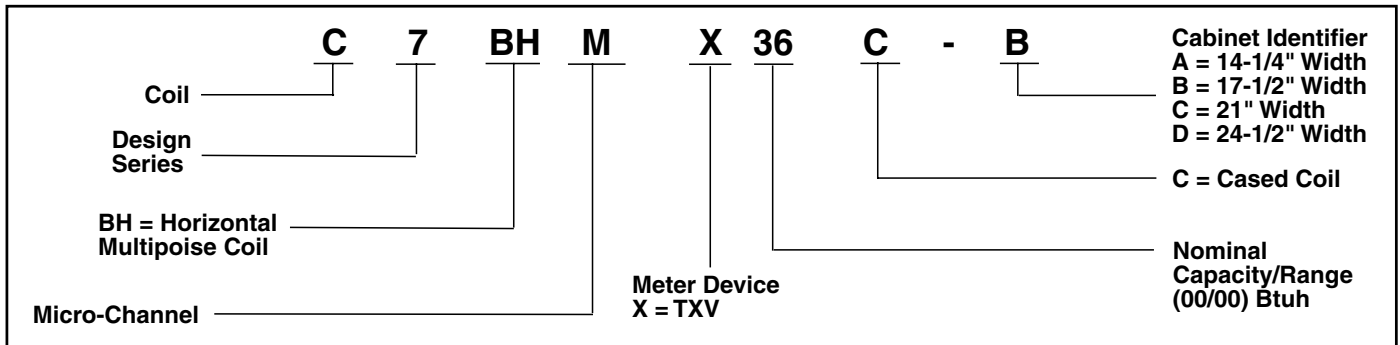 C 7 BH M X 36 C - B
Cabinet Identifier
A = 14-1/4" Width
B = 17-1/2" Width
C = 21" Width
D = 24-1/2" Width
Coil
Design
Series
C = Cased Coil
BH = Horizontal
Multipoise Coil
Nominal
Capacity/Range
(00/00) Btuh
Meter Device
X = TXV
Micro-Channel